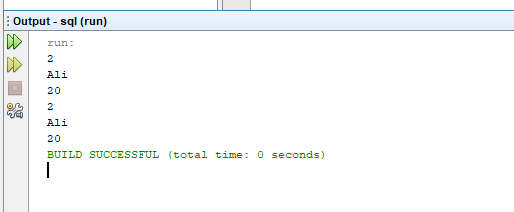 Output - sql (run)
run:
2
Ali
20
2
Ali
20
BUILD SUCCESSFUL (total time: 0 seconds)